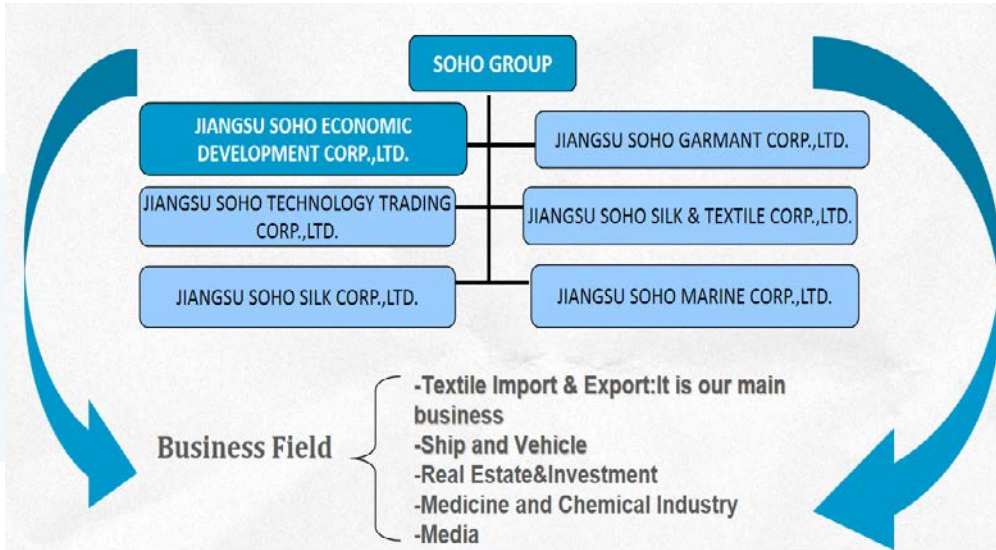 SOHO GROUP
JIANGSU SOHO ECONOMIC
DEVELOPMENT CORP.,LTD.
JIANGSU SOHO GARMANT CORP.,LTD.
JIANGSU SOHO TECHNOLOGY TRADING
CORP.,LTD.
JIANGSU SOHO SILK & TEXTILE CORP.,LTD.
JIANGSU SOHO SILK CORP.,LTD.
JIANGSU SOHO MARINE CORP.,LTD.
Business Field
-Textile Import & Export:It is our main
business
-Ship and Vehicle
-Real Estate&Investment
-Medicine and Chemical Industry
-Media